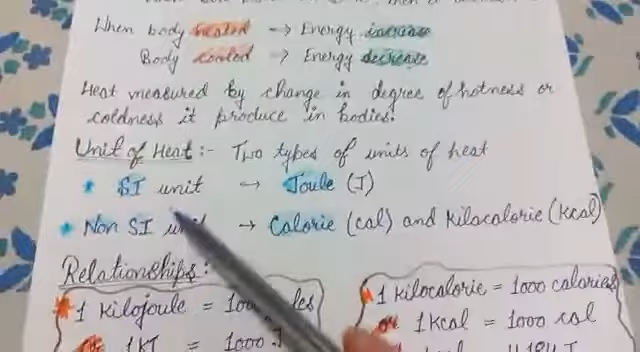 When body heated → Energy increase
Body cooled → Energy decrease
Heat measured by change in degree of hotness or
coldness it produce in bodies.
Unit of Heat:- Two types of units of heat
* SI unit ↔ Joule (J)
* Non SI unit → Calorie (cal) and Kilocalorie (Kcal)
Relationships:
* 1 Kilojoule =
1 KJ = 1000 J
1 Kilocalorie = 1000 calories
or 1 Kcal = 1000 cal